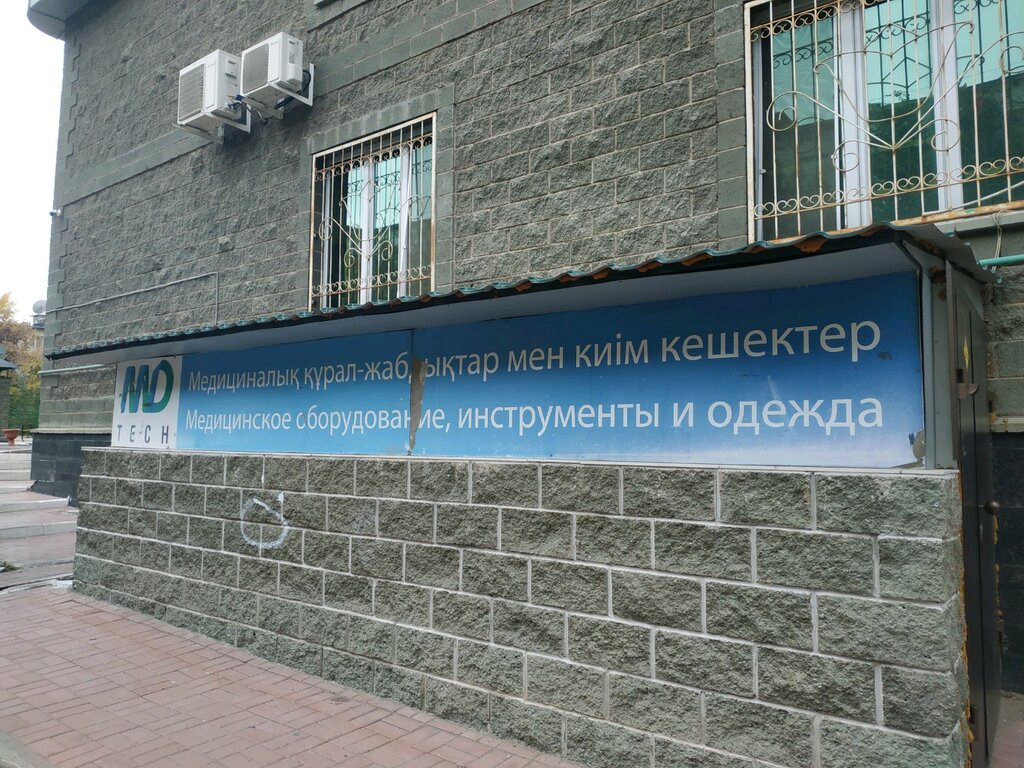 MD
TECH
Медициналық құрал-жабдықтар мен киім кешектер
Медицинское оборудование, инструменты и одежда